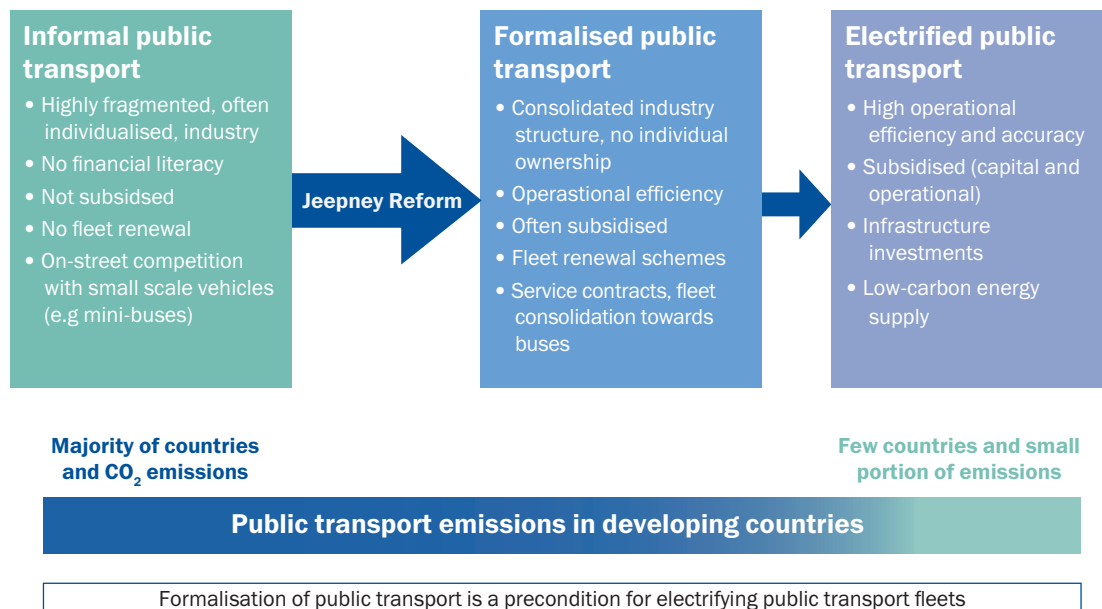 Informal public
transport
• Highly fragmented, often
individualised, industry
• No financial literacy
• Not subsidsed
• No fleet renewal
• On-street competition
with small scale vehicles
(e.g mini-buses)
Jeepney Reform
Formalised public
transport
• Consolidated industry
structure, no individual
ownership
• Operastional efficiency
• Often subsidised
• Fleet renewal schemes
• Service contracts, fleet
consolidation towards
buses
Electrified public
transport
• High operational
efficiency and accuracy
• Subsidised (capital and
operational)
• Infrastructure
investments
• Low-carbon energy
supply
Majority of countries
and CO₂ emissions
Few countries and small
portion of emissions
Public transport emissions in developing countries
Formalisation of public transport is a precondition for electrifying public transport fleets